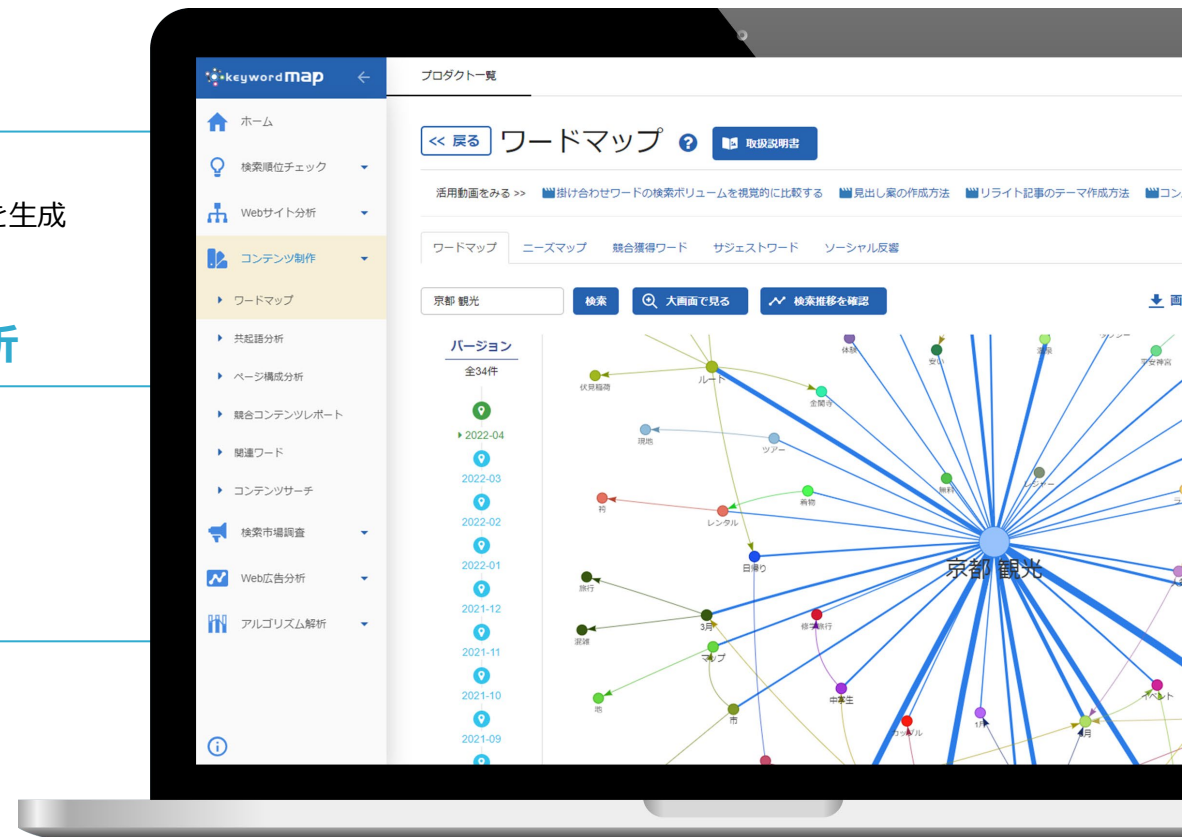 を生成
析
keywordmap
ホーム
検索順位チェック
Webサイト分析
コンテンツ制作
ワードマップ
共起語分析
ページ構成分析
競合コンテンツレポート
関連ワード
コンテンツサーチ
検索市場調査
Web広告分析
アルゴリズム解析
プロダクト一覧
<< 戻る ワードマップ 取扱説明書
活用動画をみる >> 掛け合わせワードの検索ボリュームを視覚的に比較する 見出し案の作成方法 リライト記事のテーマ作成方法 コン
ワードマップ ニーズマップ 競合獲得ワード サジェストワード ソーシャル反響
京都 観光 検索 大画面で見る 検索推移を確認 画
バージョン
全34件
2022-04
2022-03
2022-02
2022-01
2021-12
2021-11
2021-10
2021-09
体験
安い
平安神宮
ルート
伏見稲荷
金閣寺
現地
ツアー
無料
レジャー
袴
着物
レンタル
日帰り
京都 観光
旅行
3月
修学旅行
混雑
マップ
地
市
中学生
カップル
1月
イベント